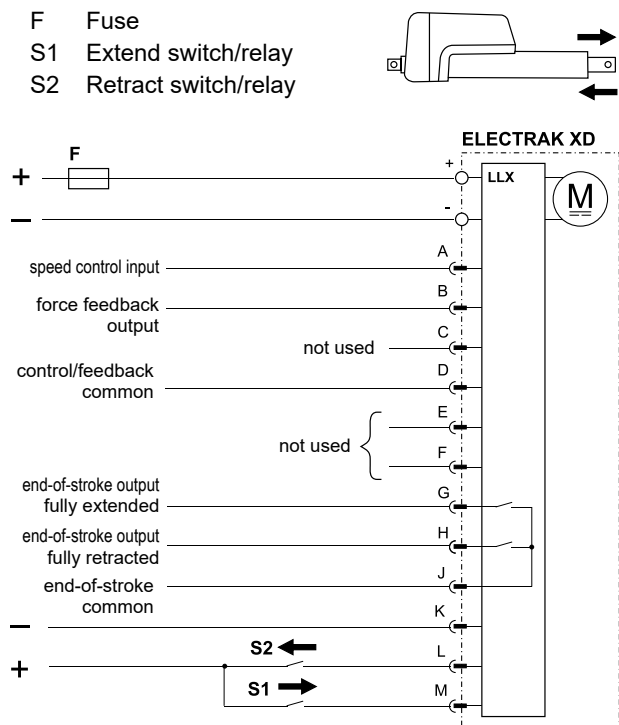 F Fuse
S1 Extend switch/relay
S2 Retract switch/relay
ELECTRAK XD
F
+
+
LLX
M
–
-
A
speed control input
B
force feedback
output
C
not used
D
control/feedback
common
E
not used
F
end-of-stroke output
fully extended
G
end-of-stroke output
fully retracted
H
end-of-stroke
common
J
K
–
S2
L
+
S1
M